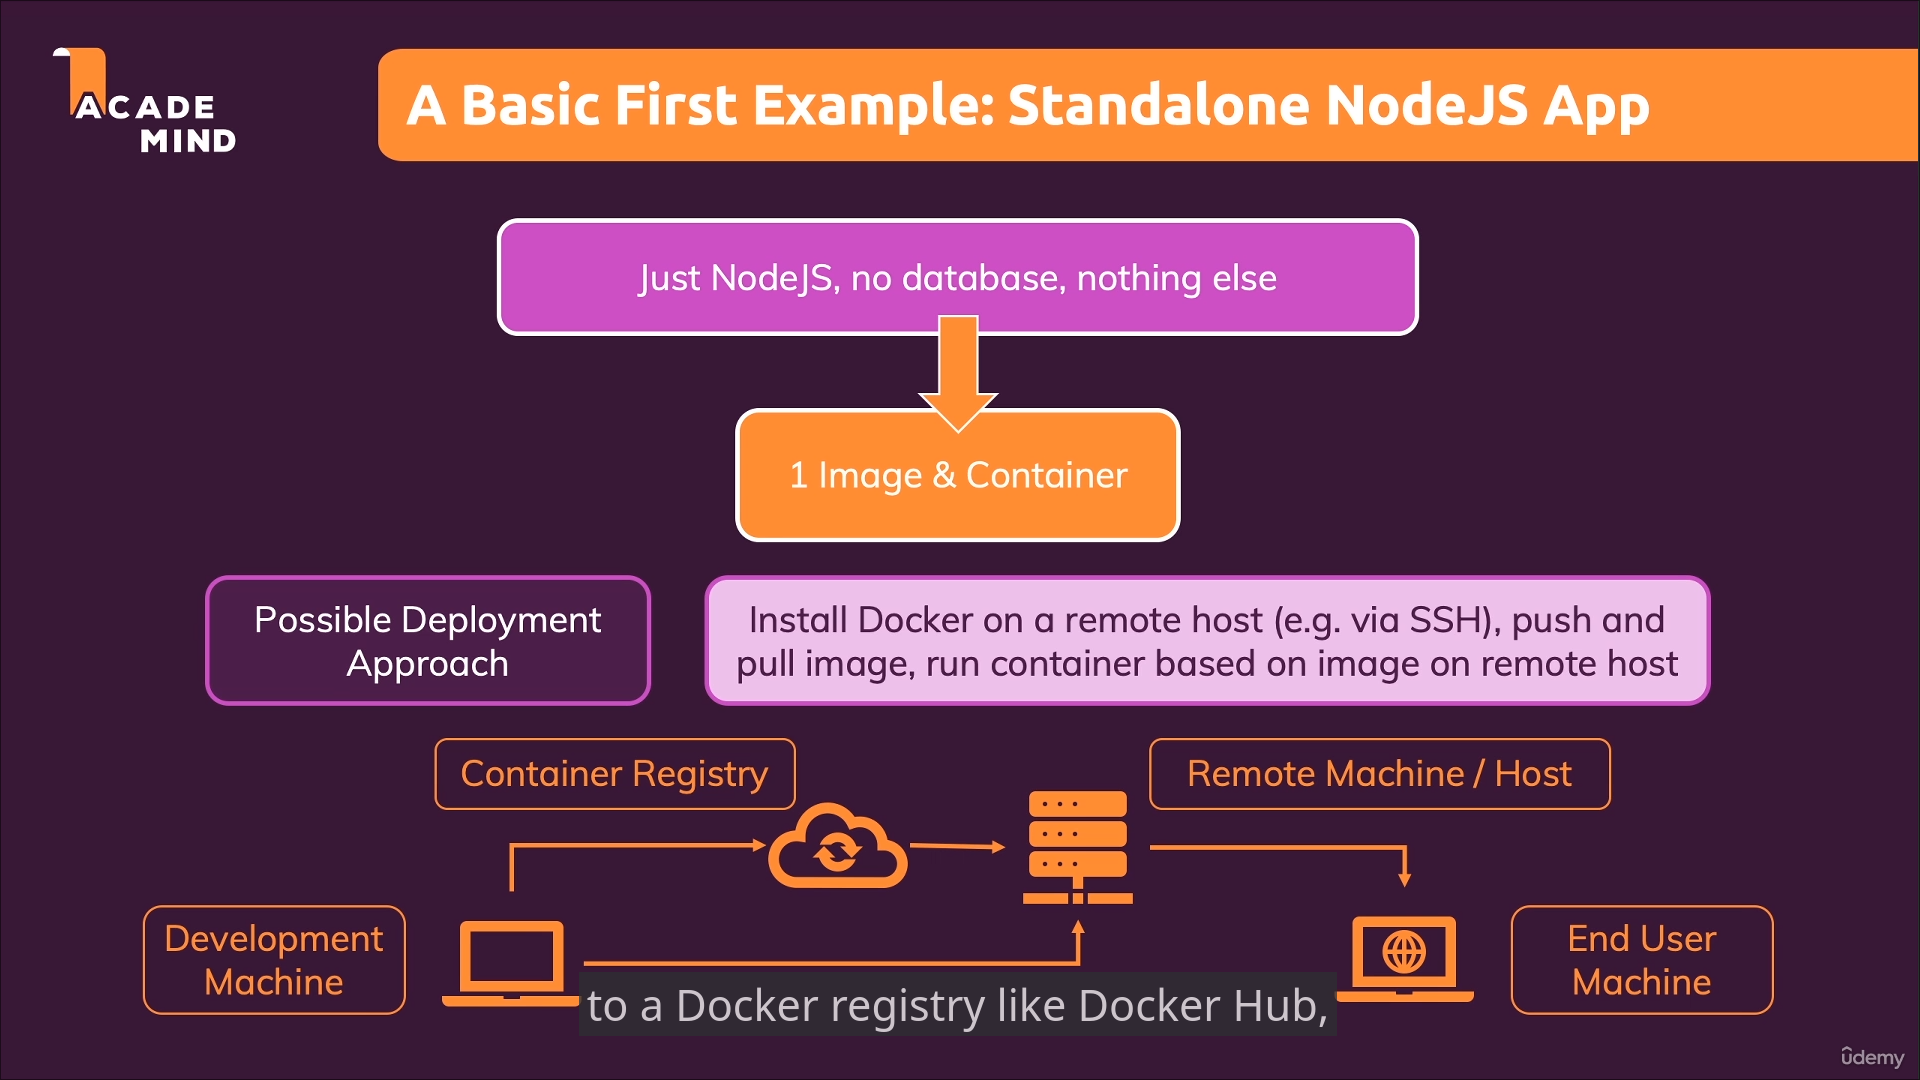 ACADE
MIND
A Basic First Example: Standalone NodeJS App
Just NodeJS, no database, nothing else
1 Image & Container
Possible Deployment
Approach
Install Docker on a remote host (e.g. via SSH), push and
pull image, run container based on image on remote host
Container Registry
Remote Machine / Host
Development
Machine
End User
Machine
to a Docker registry like Docker Hub,
udemy